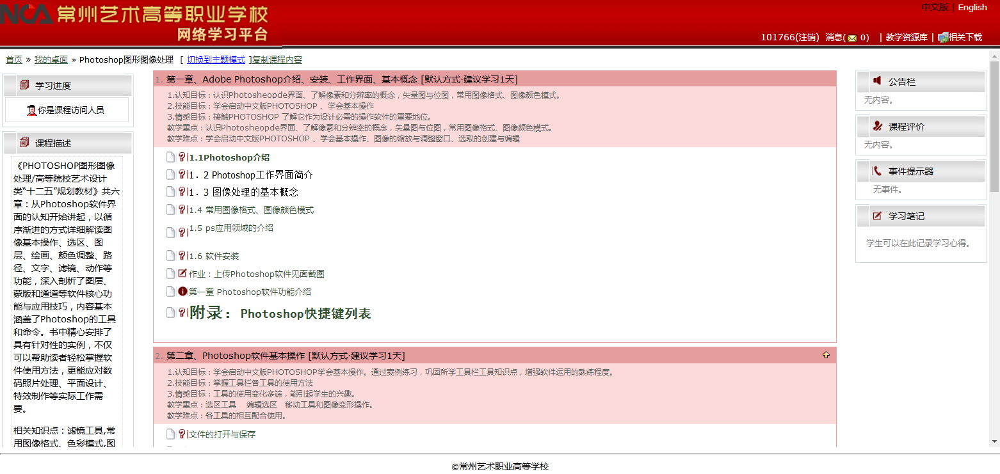 中文版 | English
NCA 常州艺术高等职业学校
网络学习平台
101766(注销) 消息( 0) | 教学资源库 | 相关下载
首页 » 我的桌面 » Photoshop图形图像处理 [ 切换到主题模式 ]复制课程内容
学习进度
你是课程访问人员
课程描述
《PHOTOSHOP图形图像
处理/高等院校艺术设计
类“十二五”规划教材》共六
章：从Photoshop软件界
面的认知开始讲起，以循
序渐进的方式详细解读图
像基本操作、选区、图
层、绘画、颜色调整、路
径、文字、滤镜、动作等
功能，深入剖析了图层、
蒙版和通道等软件核心功
能与应用技巧，内容基本
涵盖了Photoshop的工具
和命令。书中精心安排了
具有针对性的实例，不仅
可以帮助读者轻松掌握软
件使用方法，更能应对数
码照片处理、平面设计、
特效制作等实际工作需
要。
相关知识点：滤镜工具,常
用图像格式、色彩模式,图
1. 第一章、Adobe Photoshop介绍、安装、工作界面、基本概念 [默认方式·建议学习1天]
1.认知目标：认识Photosheopde界面、了解像素和分辨率的概念，矢量图与位图，常用图像格式、图像颜色模式。
2.技能目标：学会启动中文版PHOTOSHOP 、学会基本操作
3.情感目标：接触PHOTOSHOP 了解它作为设计必需的操作软件的重要地位。
教学重点：认识Photosheopde界面、了解像素和分辨率的概念，矢量图与位图，常用图像格式、图像颜色模式。
教学难点：学会启动中文版PHOTOSHOP 、学会基本操作、图像的缩放与调整窗口、选取的创建与编辑
1.1Photoshop介绍
1．2 Photoshop工作界面简介
1．3 图像处理的基本概念
1.4 常用图像格式、图像颜色模式
1.5 ps应用领域的介绍
1.6 软件安装
作业：上传Photoshop软件见面截图
第一章 Photoshop软件功能介绍
附录：Photoshop快捷键列表
2. 第二章、Photoshop软件基本操作 [默认方式·建议学习1天]
1.认知目标：学会启动中文版PHOTOSHOP学会基本操作。通过案例练习，巩固所学工具栏工具知识点，增强软件运用的熟练程度。
2.技能目标：掌握工具栏各工具的使用方法
3.情感目标：工具的使用变化多端，能引起学生的兴趣。
教学重点：选区工具 编辑选区 移动工具和图像变形操作。
教学难点：各工具的相互配合使用。
文件的打开与保存
公告栏
无内容。
课程评价
无内容。
事件提示器
无事件。
学习笔记
学生可以在此记录学习心得。
©常州艺术职业高等学校